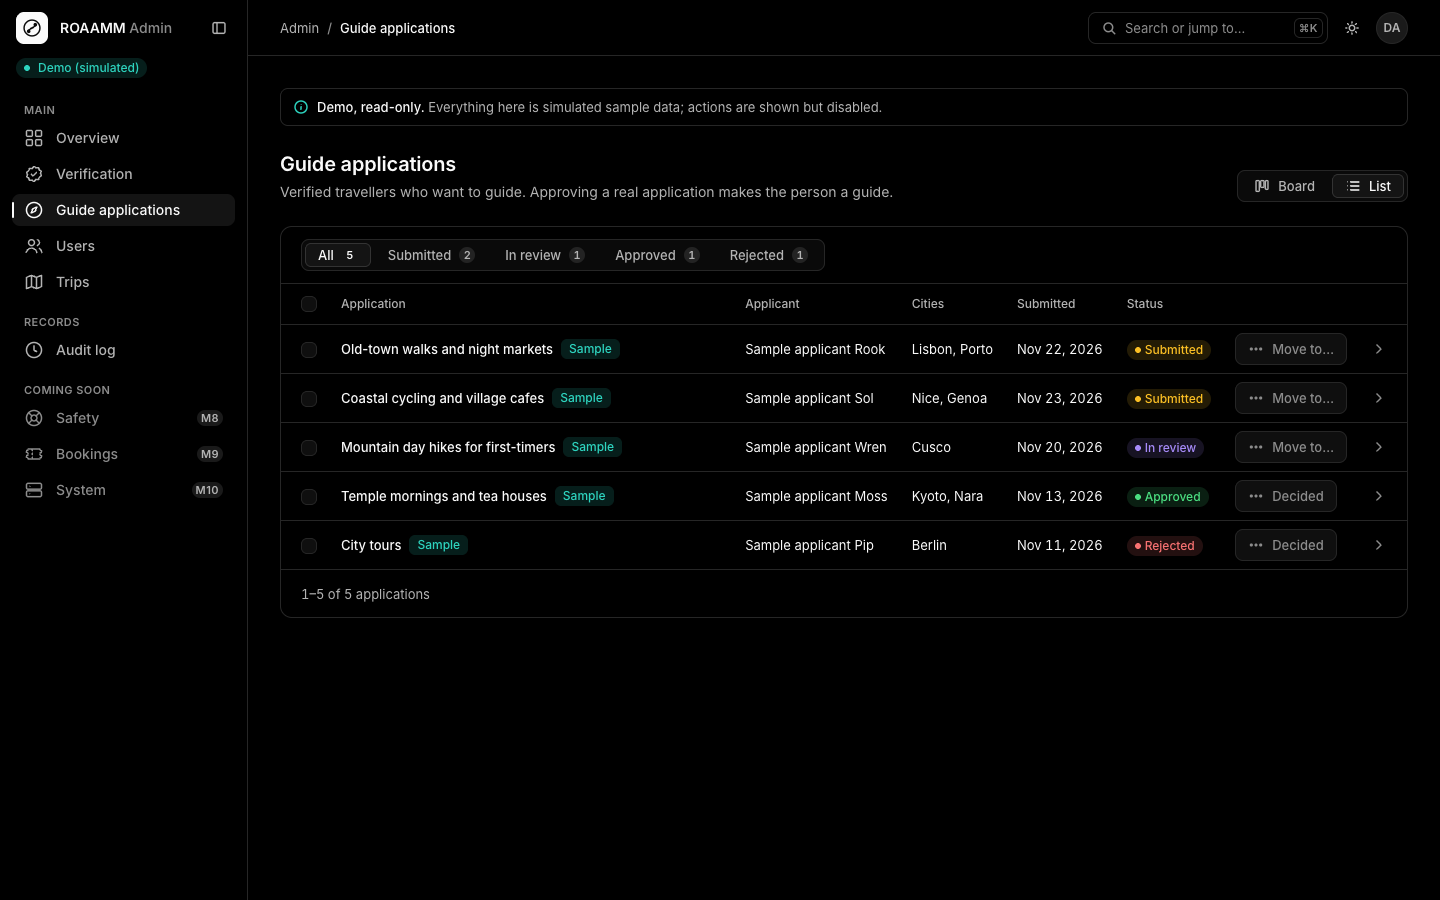 ROAAMM Admin
Demo (simulated)
MAIN
Overview
Verification
Guide applications
Users
Trips
RECORDS
Audit log
COMING SOON
Safety M8
Bookings M9
System M10
Admin / Guide applications
Search or jump to... ⌘K
DA
Demo, read-only. Everything here is simulated sample data; actions are shown but disabled.
Guide applications
Verified travellers who want to guide. Approving a real application makes the person a guide.
Board List
All 5 Submitted 2 In review 1 Approved 1 Rejected 1
Application Applicant Cities Submitted Status
Old-town walks and night markets Sample Sample applicant Rook Lisbon, Porto Nov 22, 2026 Submitted Move to...
Coastal cycling and village cafes Sample Sample applicant Sol Nice, Genoa Nov 23, 2026 Submitted Move to...
Mountain day hikes for first-timers Sample Sample applicant Wren Cusco Nov 20, 2026 In review Move to...
Temple mornings and tea houses Sample Sample applicant Moss Kyoto, Nara Nov 13, 2026 Approved Decided
City tours Sample Sample applicant Pip Berlin Nov 11, 2026 Rejected Decided
1–5 of 5 applications